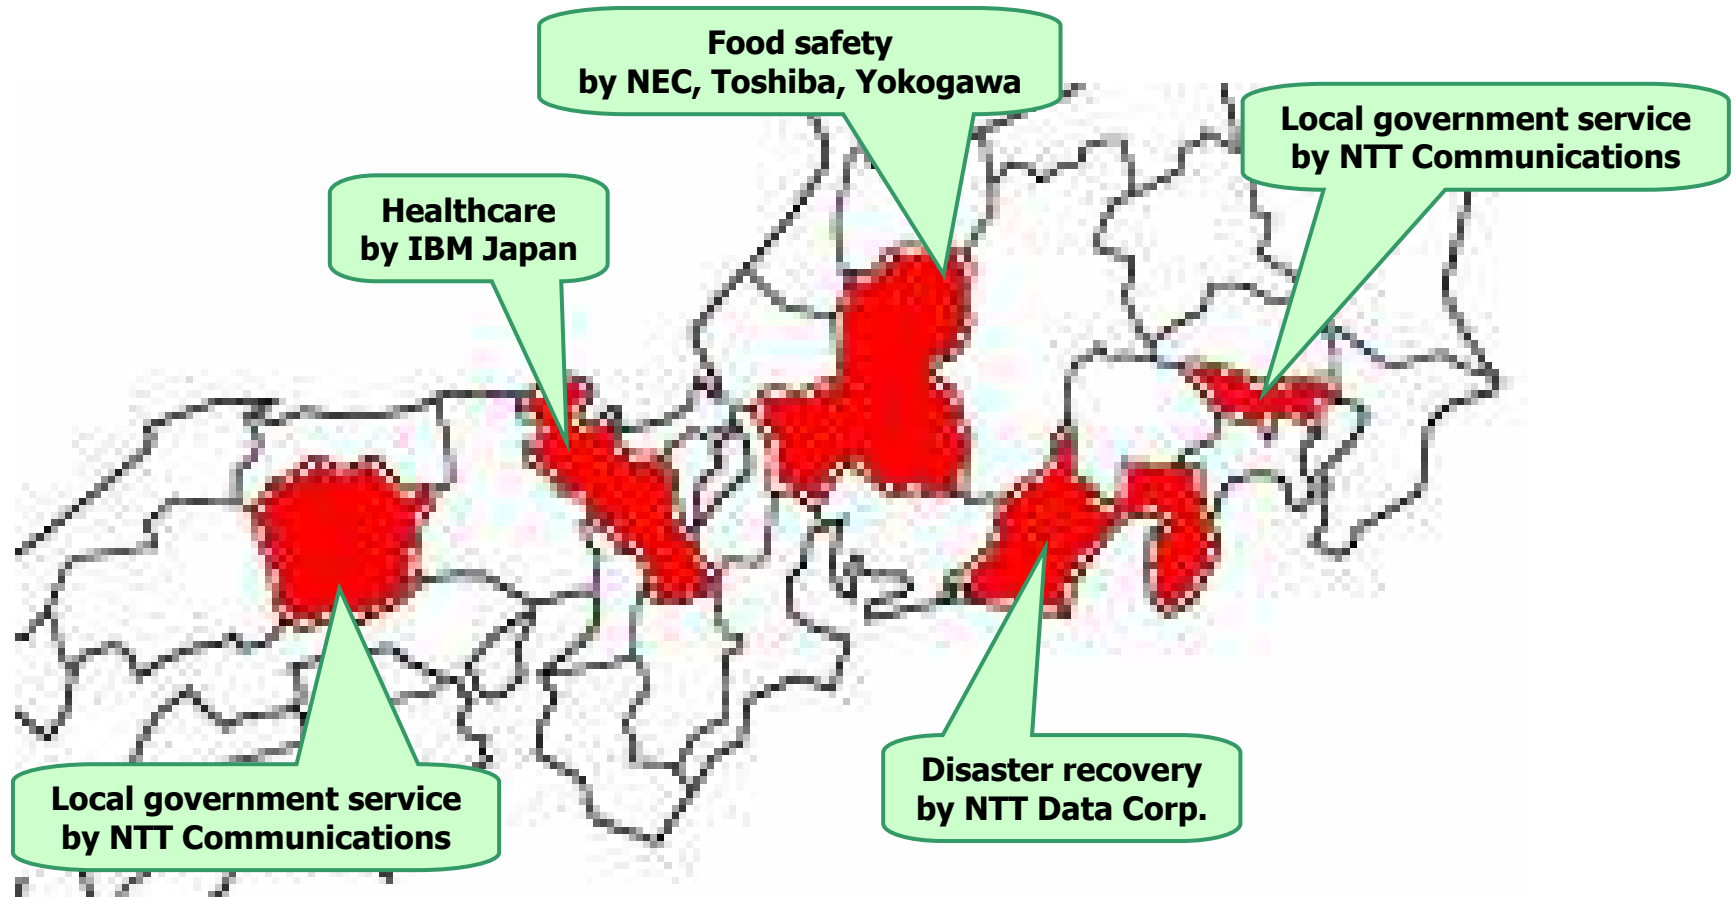 Food safety
by NEC, Toshiba, Yokogawa
Local government service
by NTT Communications
Healthcare
by IBM Japan
Disaster recovery
by NTT Data Corp.
Local government service
by NTT Communications